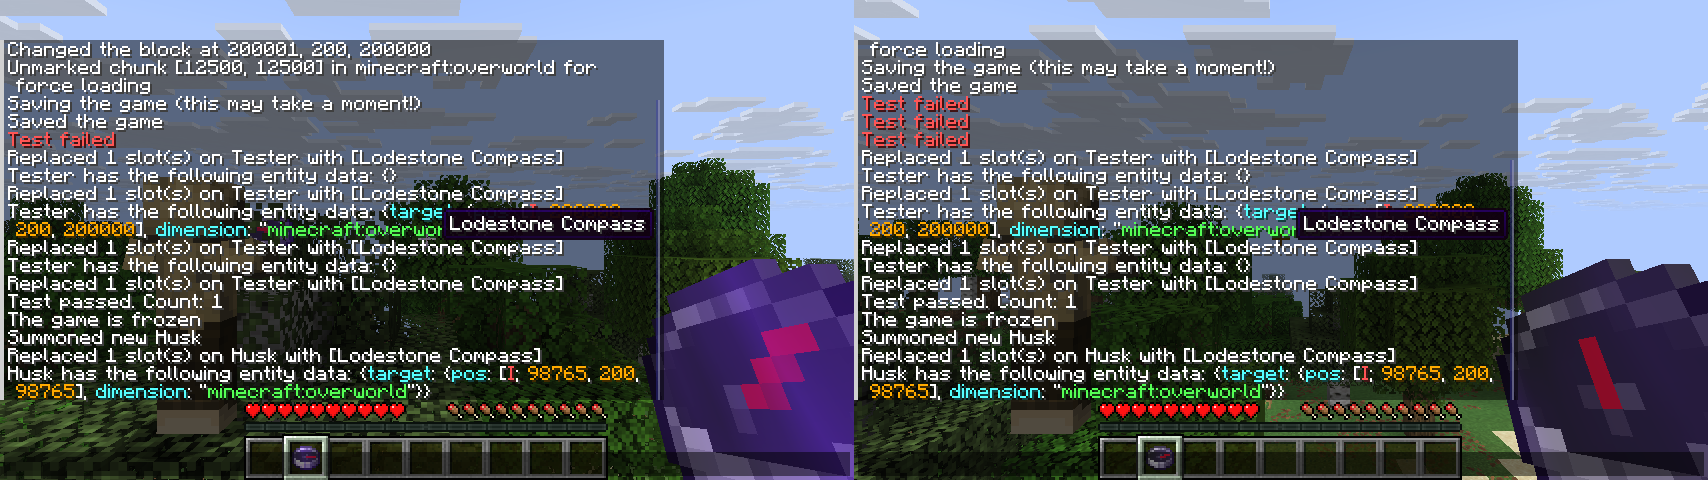 Changed the block at 200001, 200, 200000
Unmarked chunk [12500, 12500] in minecraft:overworld for
force loading
Saving the game (this may take a moment!)
Saved the game
Test failed
Replaced 1 slot(s) on Tester with [Lodestone Compass]
Tester has the following entity data: {}
Replaced 1 slot(s) on Tester with [Lodestone Compass]
Tester has the following entity data: {target
200, 200000], dimension: "minecraft:overwor
Lodestone Compass
Replaced 1 slot(s) on Tester with [Lodestone Compass]
Tester has the following entity data: {}
Replaced 1 slot(s) on Tester with [Lodestone Compass]
Test passed. Count: 1
The game is frozen
Summoned new Husk
Replaced 1 slot(s) on Husk with [Lodestone Compass]
Husk has the following entity data: {target: {pos: [I; 98765, 200,
98765], dimension: "minecraft:overworld"}}
force loading
Saving the game (this may take a moment!)
Saved the game
Test failed
Test failed
Test failed
Replaced 1 slot(s) on Tester with [Lodestone Compass]
Tester has the following entity data: {}
Replaced 1 slot(s) on Tester with [Lodestone Compass]
Tester has the following entity data: {target
200, 200000], dimension: "minecraft:overwor
Lodestone Compass
Replaced 1 slot(s) on Tester with [Lodestone Compass]
Tester has the following entity data: {}
Replaced 1 slot(s) on Tester with [Lodestone Compass]
Test passed. Count: 1
The game is frozen
Summoned new Husk
Replaced 1 slot(s) on Husk with [Lodestone Compass]
Husk has the following entity data: {target: {pos: [I; 98765, 200,
98765], dimension: "minecraft:overworld"}}